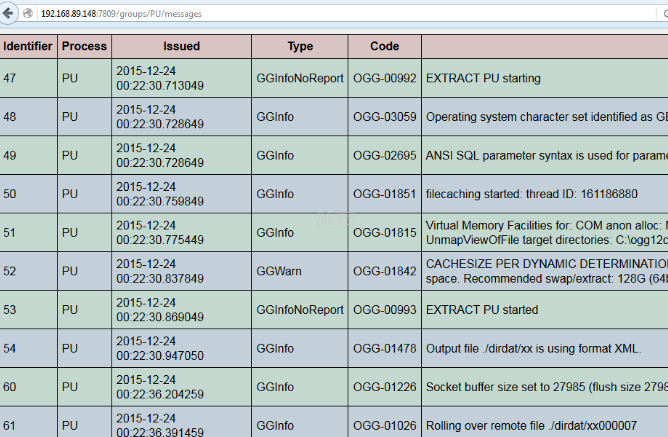 192.168.89.148:7809/groups/PU/messages
Identifier Process Issued Type Code
47 PU 2015-12-24 00:22:30.713049 GGInfoNoReport OGG-00992 EXTRACT PU starting
48 PU 2015-12-24 00:22:30.728649 GGInfo OGG-03059 Operating system character set identified as
49 PU 2015-12-24 00:22:30.728649 GGInfo OGG-02695 ANSI SQL parameter syntax is used for
50 PU 2015-12-24 00:22:30.759849 GGInfo OGG-01851 filecaching started: thread ID: 161186880
51 PU 2015-12-24 00:22:30.775449 GGInfo OGG-01815 Virtual Memory Facilities for: COM anon alloc:
UnmapViewOfFile target directories: C:\ogg12c
52 PU 2015-12-24 00:22:30.837849 GGWarn OGG-01842 CACHESIZE PER DYNAMIC DETERMINATION
space. Recommended swap/extract: 128G (64b
53 PU 2015-12-24 00:22:30.869049 GGInfoNoReport OGG-00993 EXTRACT PU started
54 PU 2015-12-24 00:22:30.947050 GGInfo OGG-01478 Output file ./dirdat/xx is using format XML.
60 PU 2015-12-24 00:22:36.204259 GGInfo OGG-01226 Socket buffer size set to 27985 (flush size 2798
61 PU 2015-12-24 00:22:36.391459 GGInfo OGG-01026 Rolling over remote file ./dirdat/xx000007